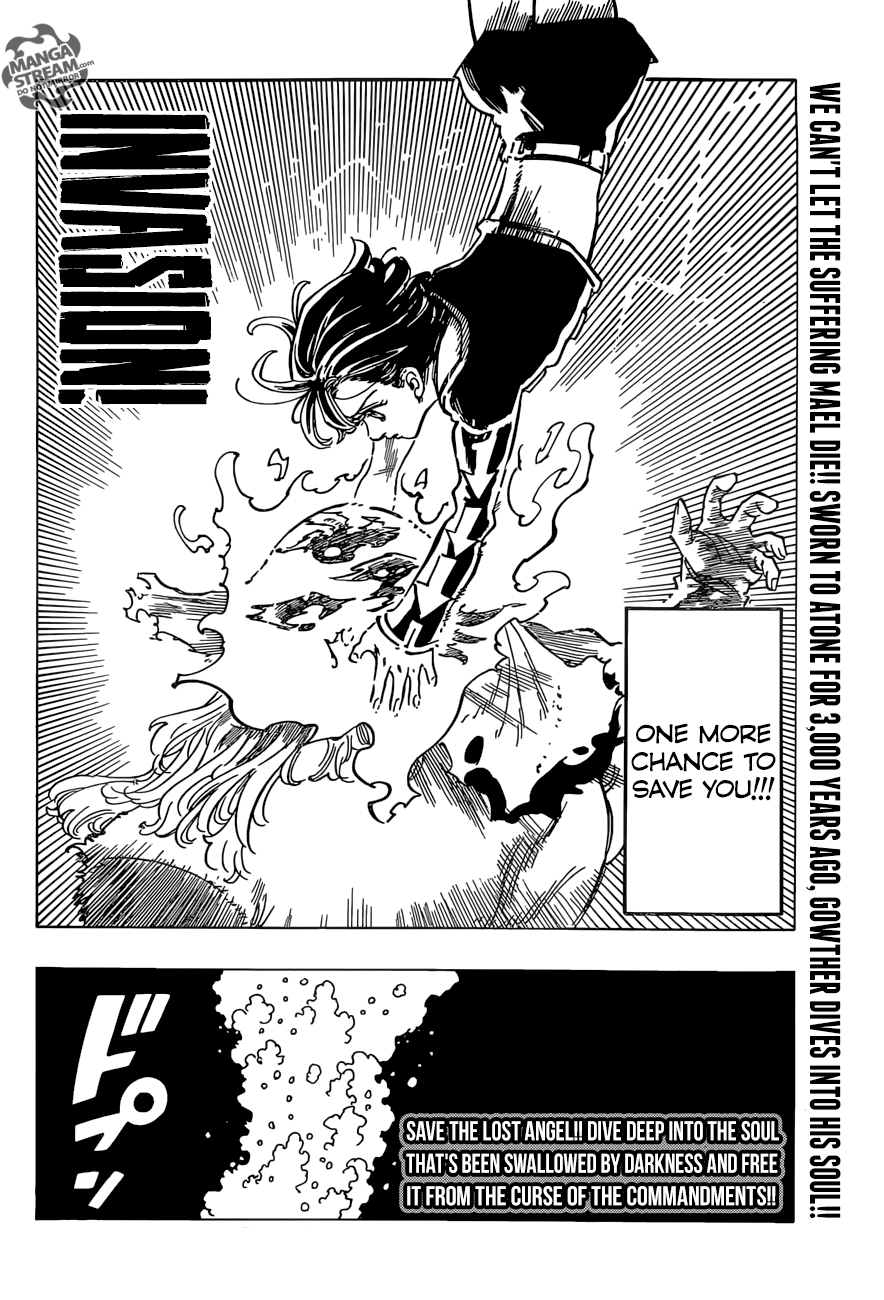 MANGA
STREAM.com
DO NOT MIRROR
WE CAN'T LET THE SUFFERING MAEL DIE!! SWORN TO ATONE FOR 3,000 YEARS AGO, GOWTHER DIVES INTO HIS SOUL!!
INVASION!
ONE MORE
CHANCE TO
SAVE YOU!!!
ドプン
SAVE THE LOST ANGEL!! DIVE DEEP INTO THE SOUL
THAT'S BEEN SWALLOWED BY DARKNESS AND FREE
IT FROM THE CURSE OF THE COMMANDMENTS!!